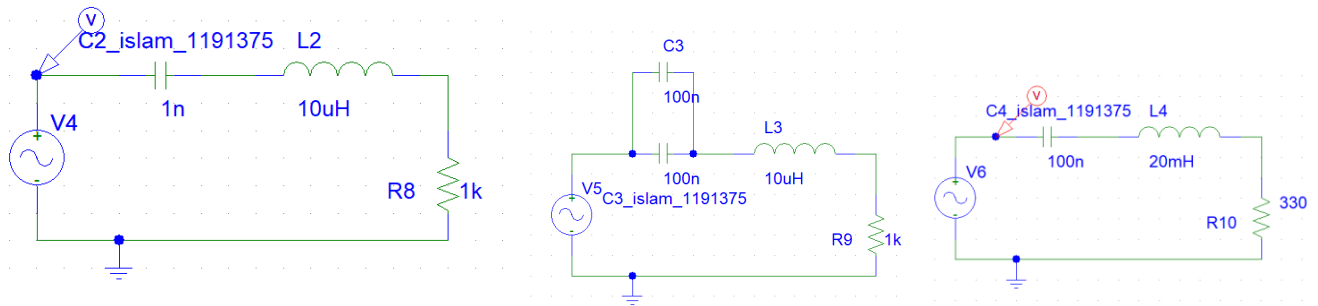 V
C2_islam_1191375 L2
1n 10uH
V4
R8 1k
C3
100n
L3
100n 10uH
V5
C3_islam_1191375
R9 1k
V
C4_islam_1191375 L4
100n 20mH
V6
330
R10